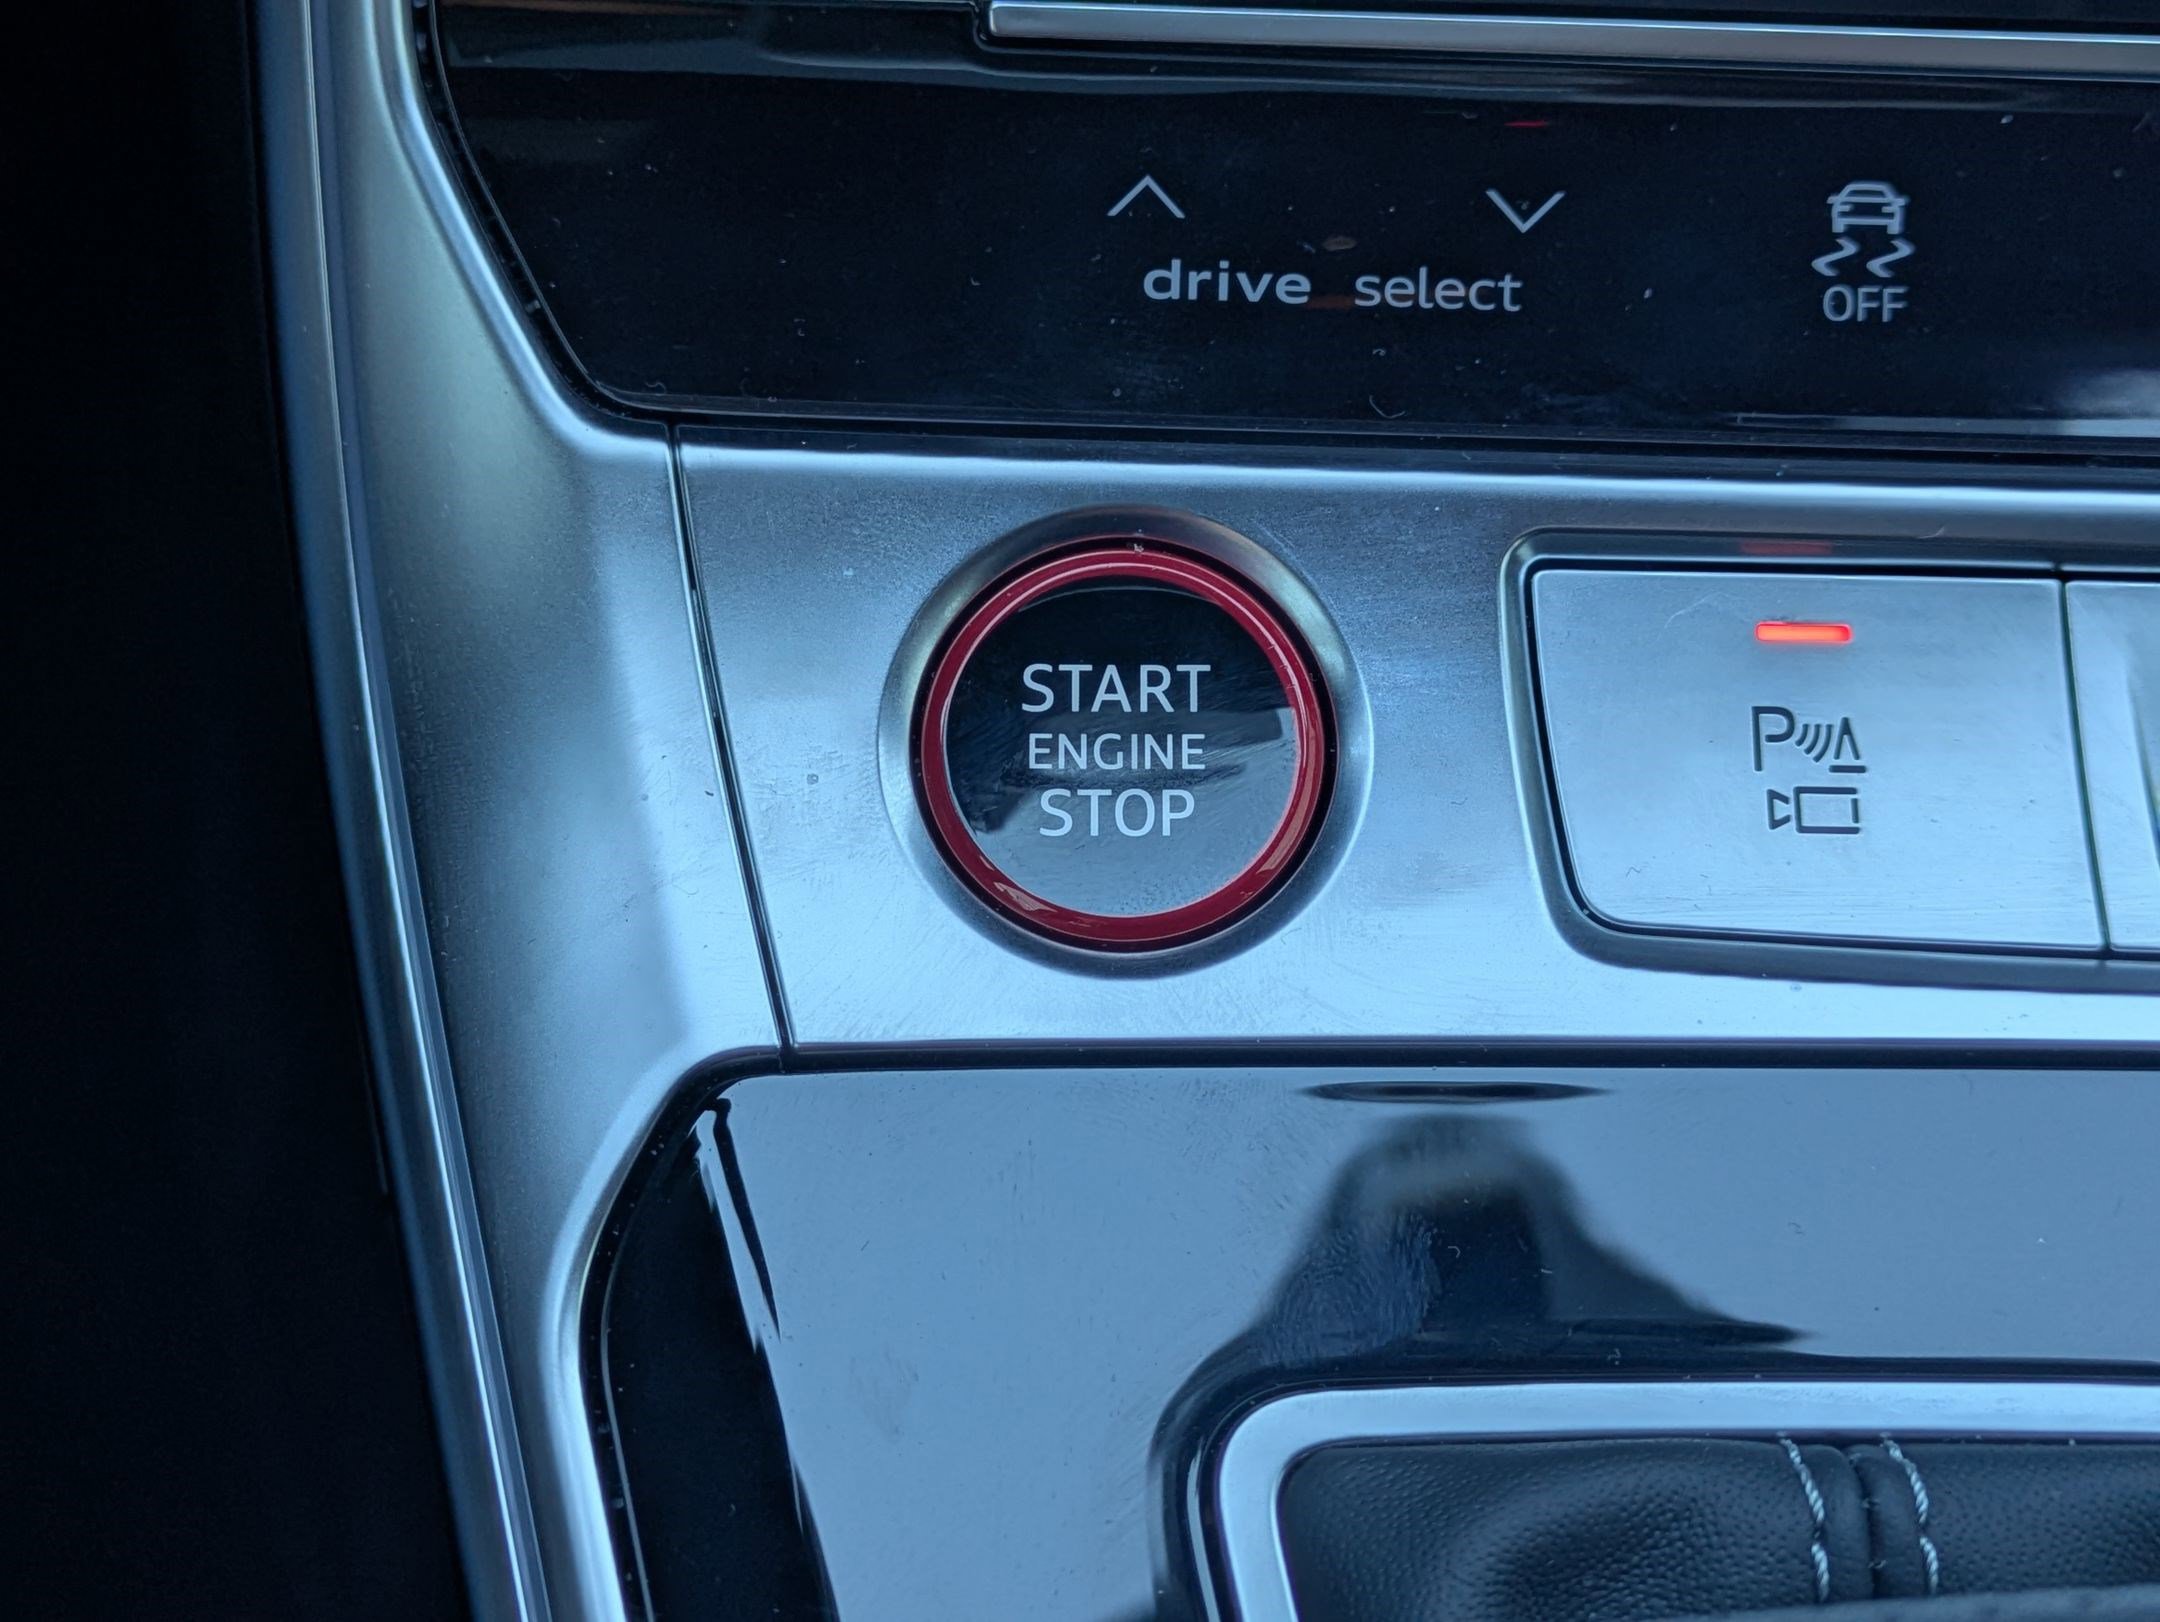 drive select
OFF
START
ENGINE
STOP
P